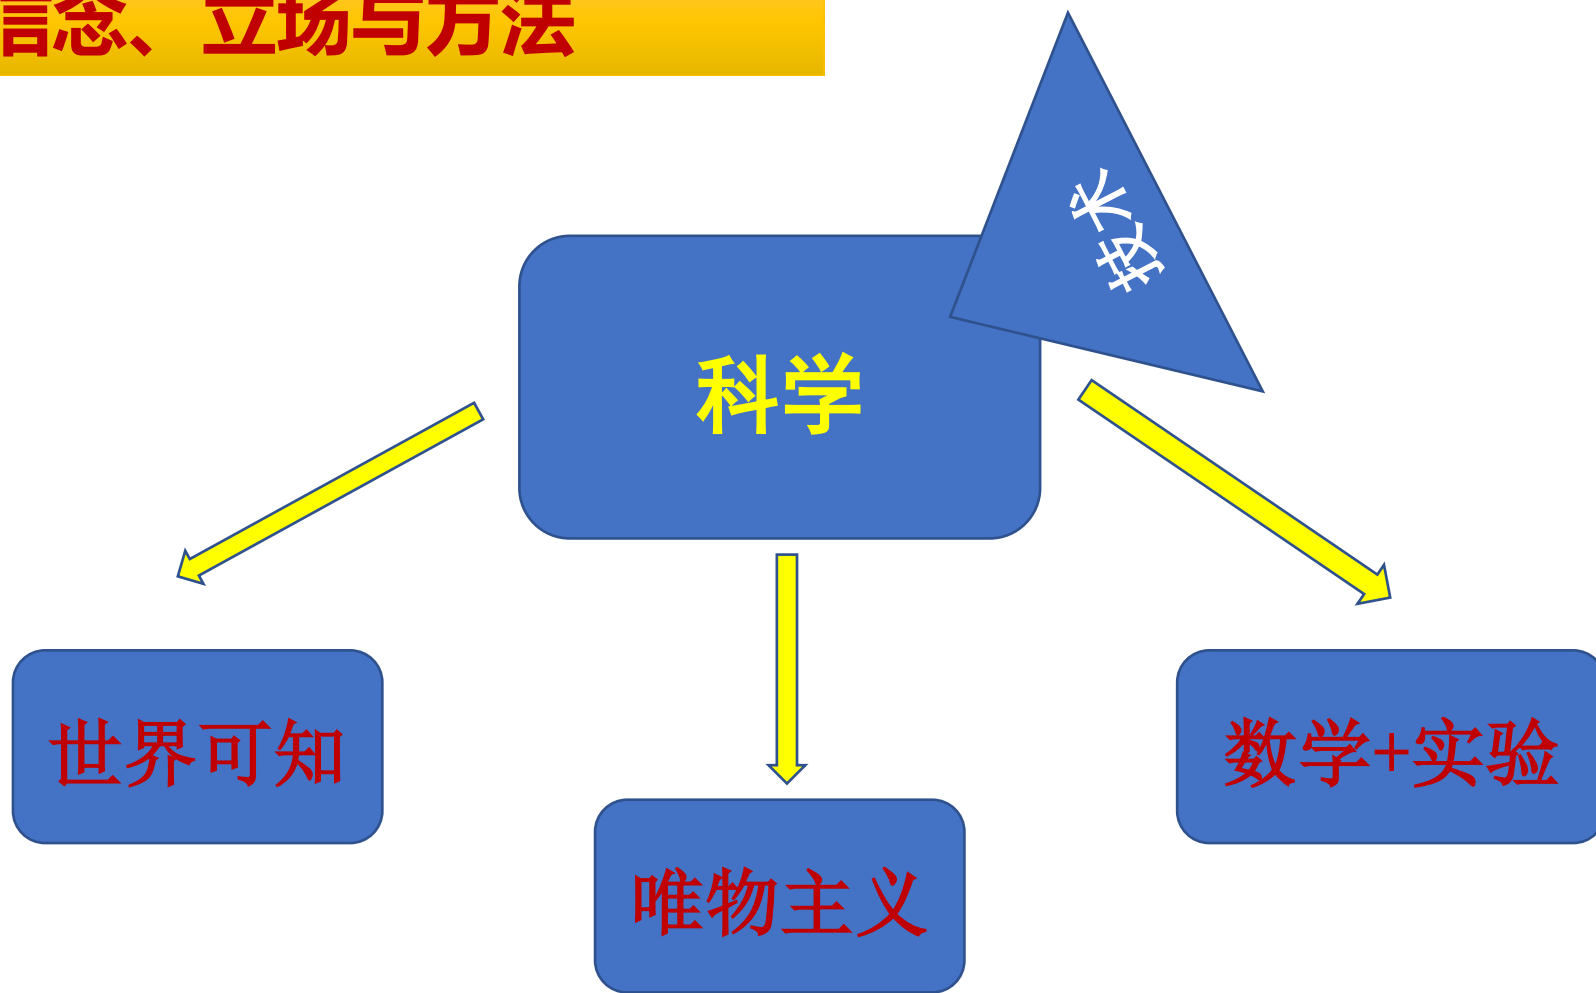 念、立场与方法
技术
科学
世界可知
数学+实验
唯物主义